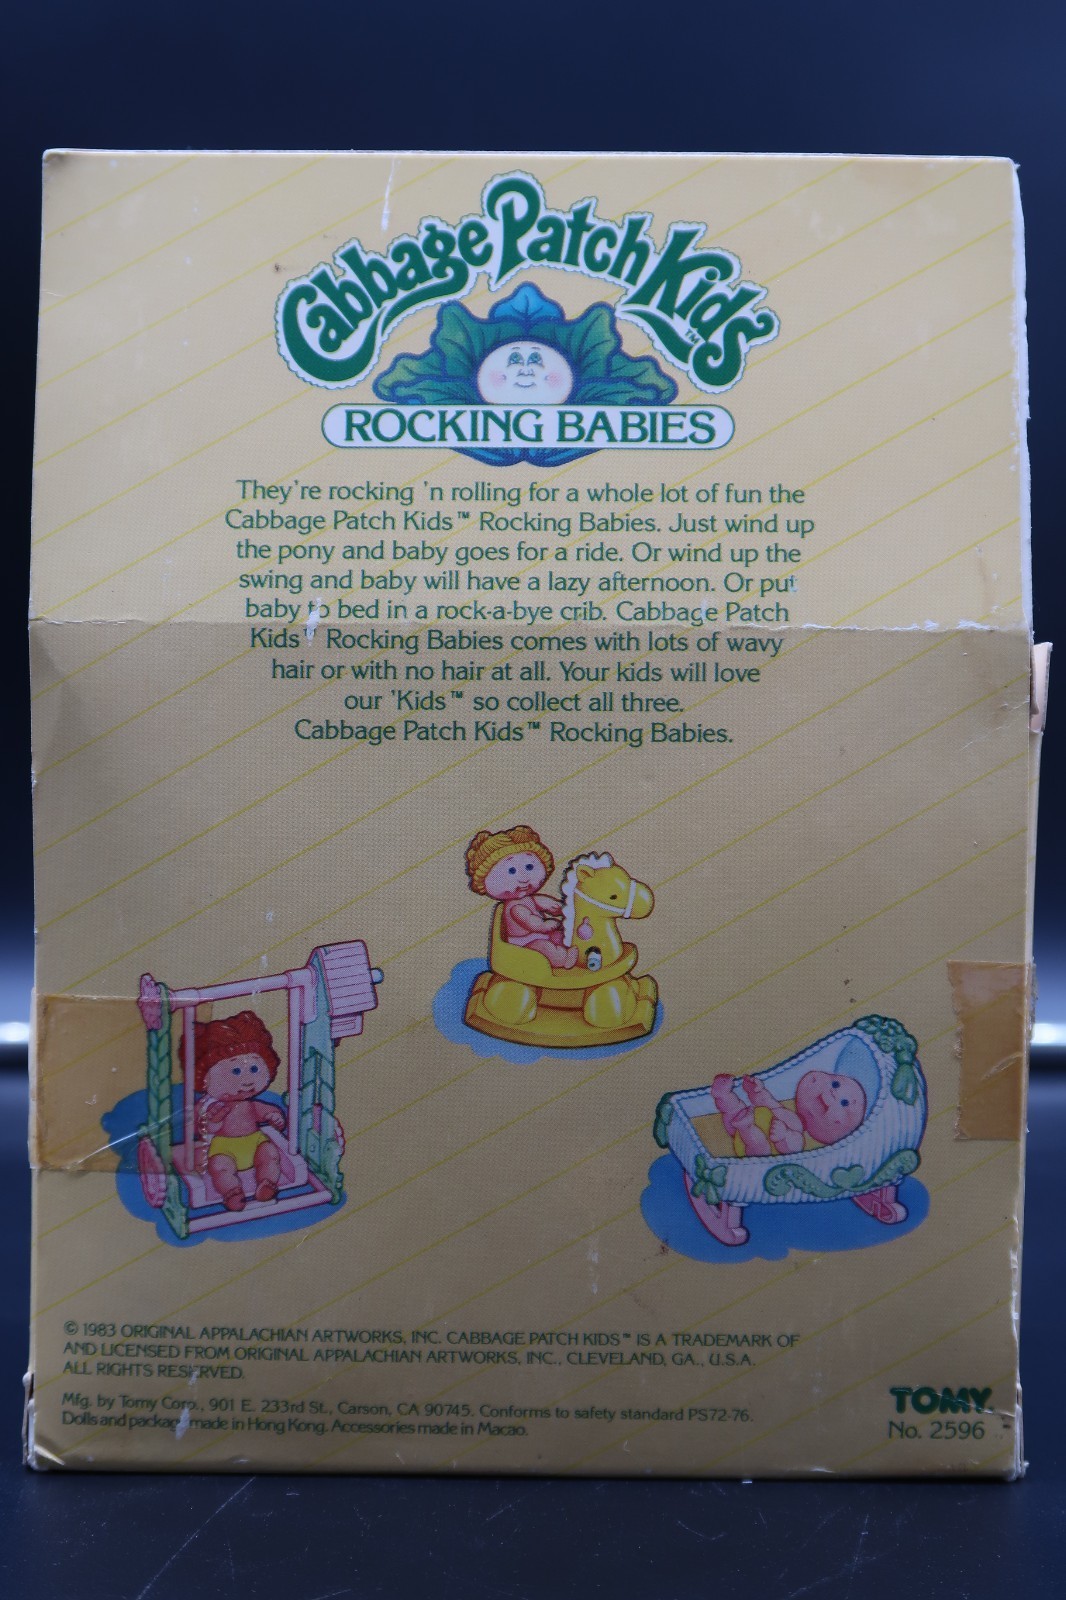 Cabbage Patch Kids™
ROCKING BABIES
They're rocking 'n rolling for a whole lot of fun the
Cabbage Patch Kids™ Rocking Babies. Just wind up
the pony and baby goes for a ride. Or wind up the
swing and baby will have a lazy afternoon. Or put
baby to bed in a rock-a-bye crib. Cabbage Patch
Kids™ Rocking Babies comes with lots of wavy
hair or with no hair at all. Your kids will love
our 'Kids™ so collect all three.
Cabbage Patch Kids™ Rocking Babies.
© 1983 ORIGINAL APPALACHIAN ARTWORKS, INC. CABBAGE PATCH KIDS™ IS A TRADEMARK OF
AND LICENSED FROM ORIGINAL APPALACHIAN ARTWORKS, INC., CLEVELAND, GA., U.S.A.
ALL RIGHTS RESERVED.
Mfg. by Tomy Corp., 901 E. 233rd St., Carson, CA 90745. Conforms to safety standard PS72-76.
Dolls and package made in Hong Kong. Accessories made in Macao.
TOMY.
No. 2596